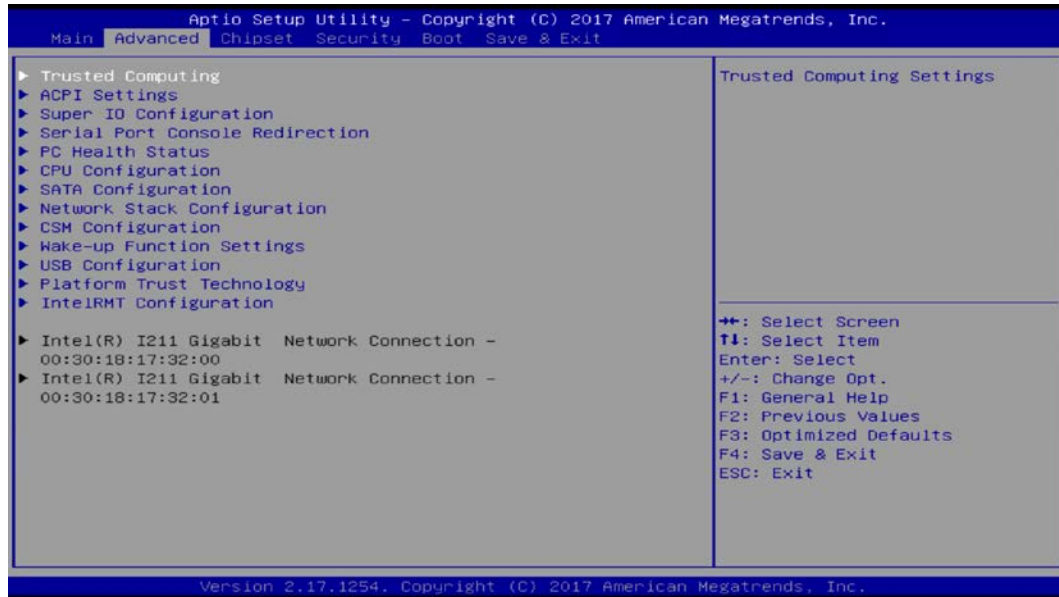 Aptio Setup Utility – Copyright (C) 2017 American Megatrends, Inc.
Main Advanced Chipset Security Boot Save & Exit
▶ Trusted Computing
▶ ACPI Settings
▶ Super IO Configuration
▶ Serial Port Console Redirection
▶ PC Health Status
▶ CPU Configuration
▶ SATA Configuration
▶ Network Stack Configuration
▶ CSM Configuration
▶ Wake-up Function Settings
▶ USB Configuration
▶ Platform Trust Technology
▶ IntelRMT Configuration
▶ Intel(R) I211 Gigabit Network Connection –
00:30:18:17:32:00
▶ Intel(R) I211 Gigabit Network Connection –
00:30:18:17:32:01
Trusted Computing Settings
→←: Select Screen
↑↓: Select Item
Enter: Select
+/-: Change Opt.
F1: General Help
F2: Previous Values
F3: Optimized Defaults
F4: Save & Exit
ESC: Exit
Version 2.17.1254. Copyright (C) 2017 American Megatrends, Inc.